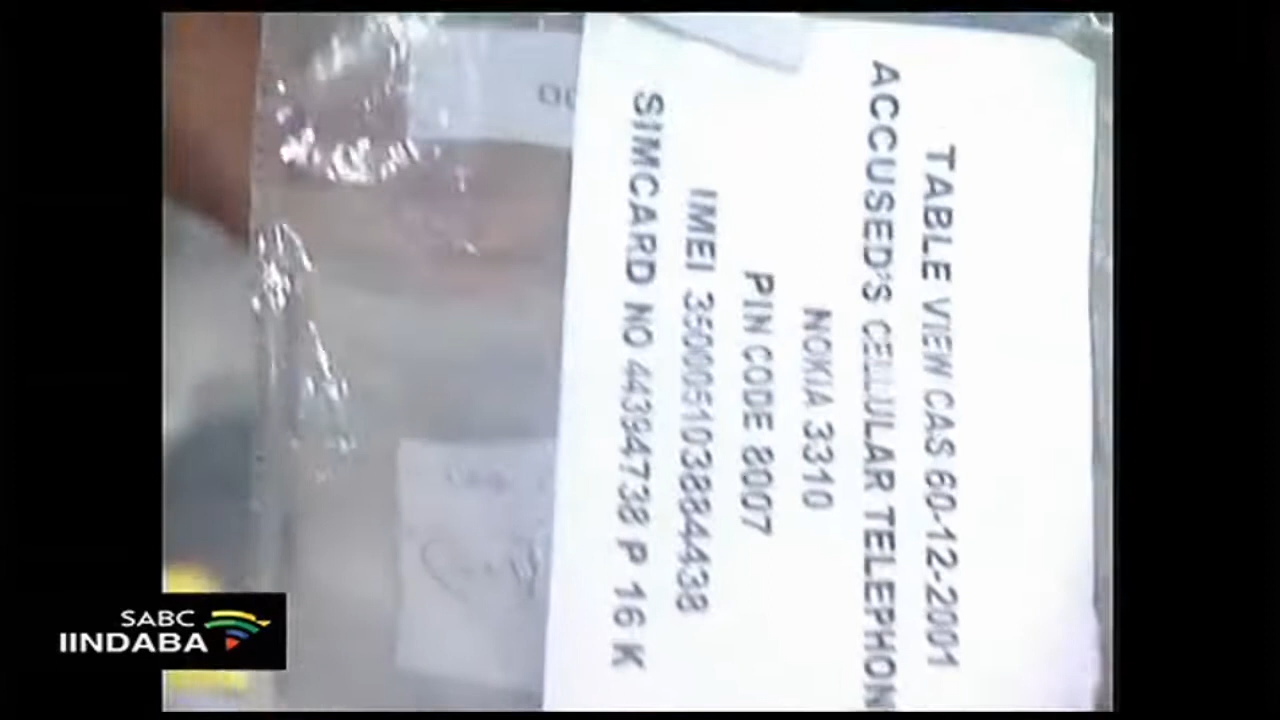 TABLE VIEW CAS 60-12-2001
ACCUSED'S CELLULAR TELEPHON
NOKIA 3310
PIN CODE 8007
IMEI 350005103884438
SIMCARD NO 44394738 P 16 K
SABC
IINDABA